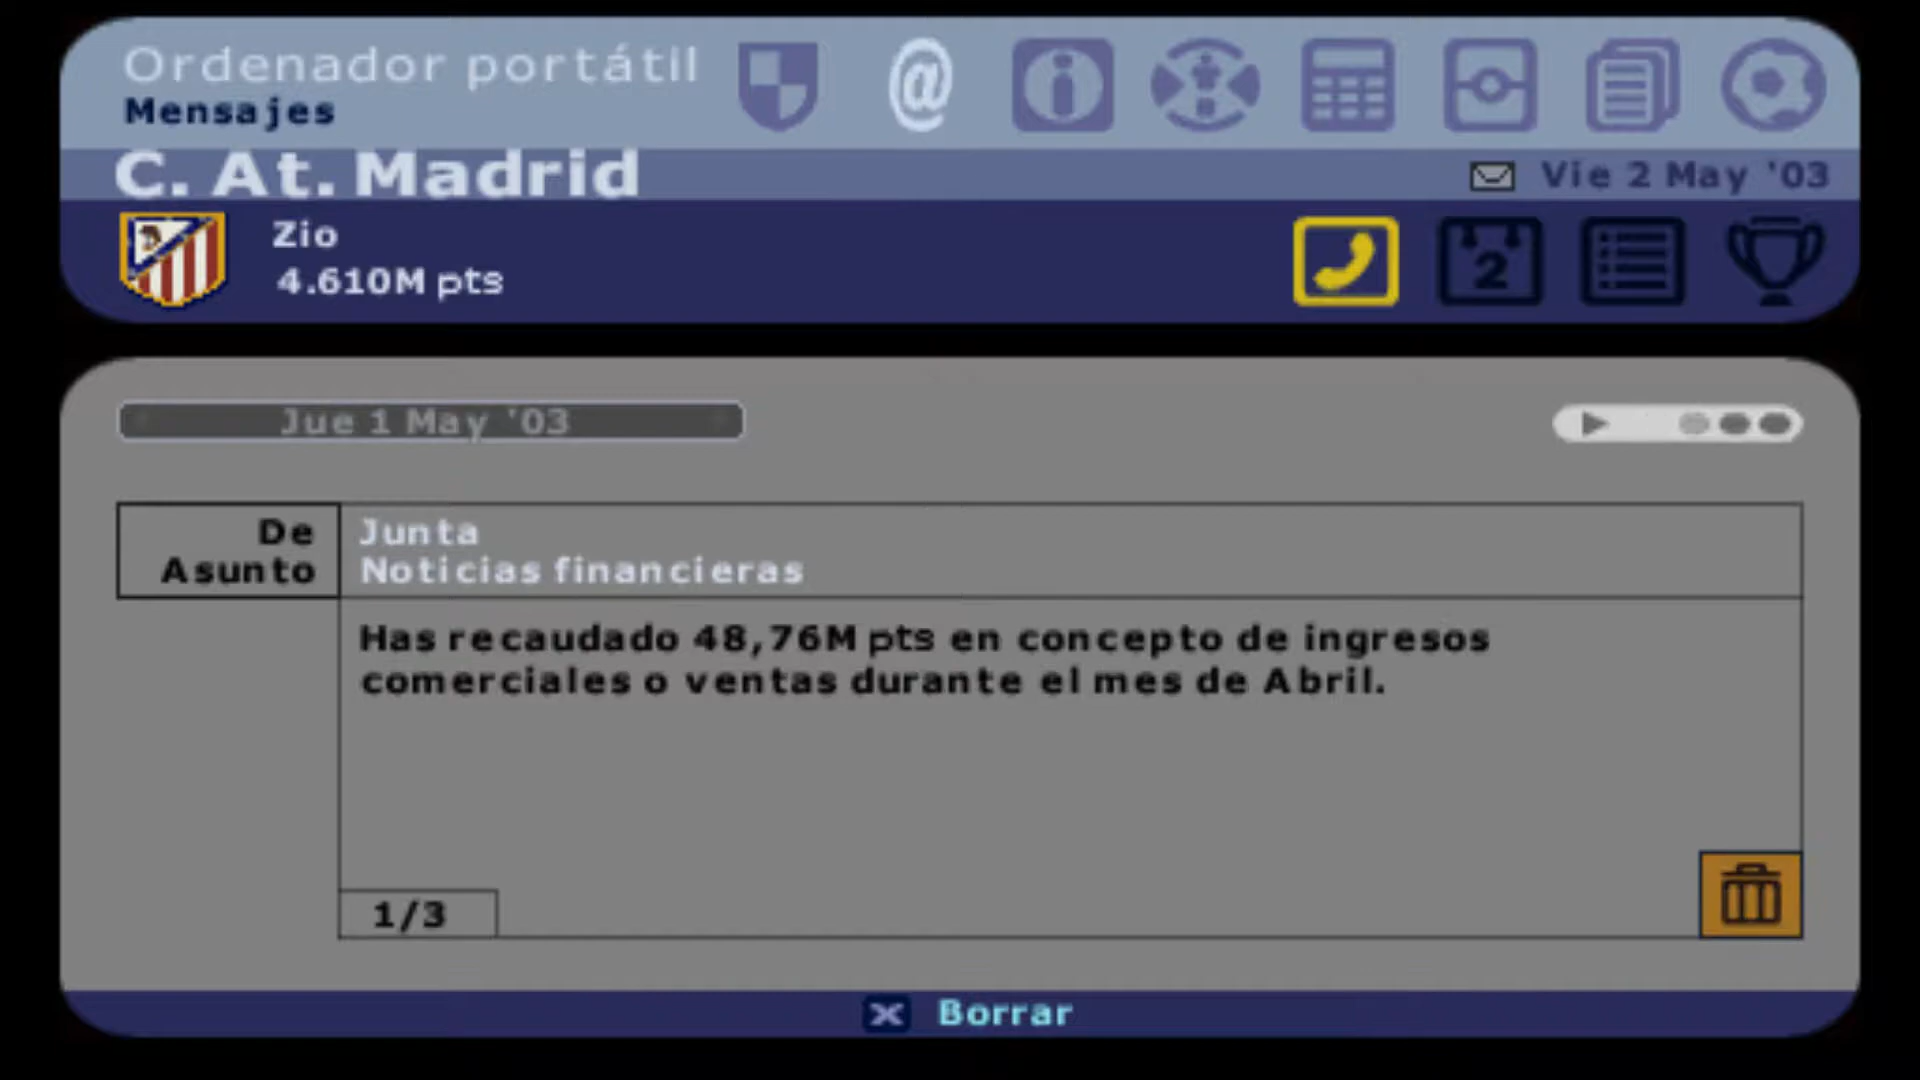 Ordenador portátil
Mensajes
C. At. Madrid
Vie 2 May '03
Zio
4.610M pts
2
Jue 1 May '03
De Junta
Asunto Noticias financieras
Has recaudado 48,76M pts en concepto de ingresos
comerciales o ventas durante el mes de Abril.
1/3
Borrar